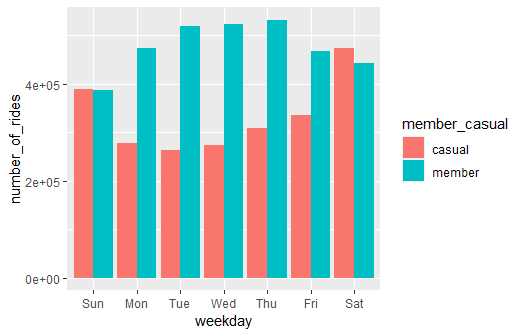 number_of_rides
4e+05
2e+05
0e+00
Sun Mon Tue Wed Thu Fri Sat
weekday
member_casual
casual
member